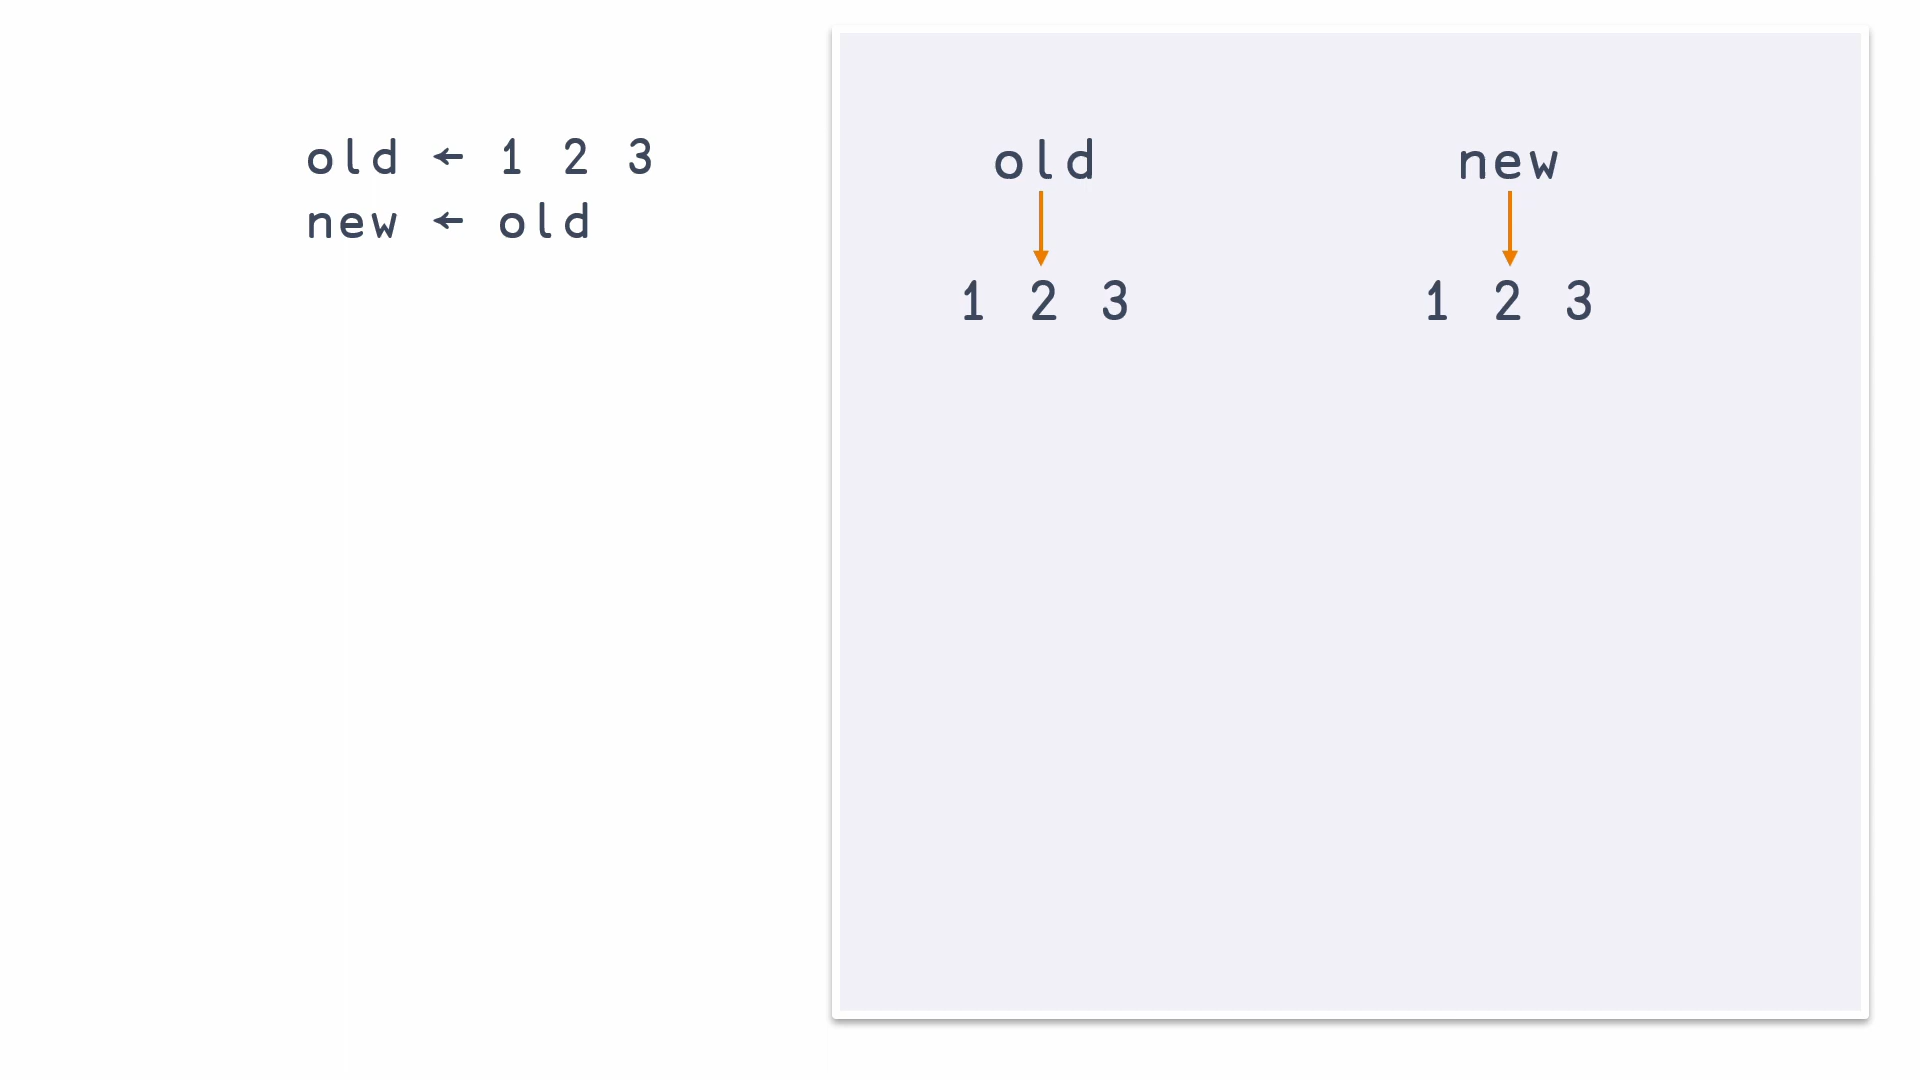 old ← 1 2 3
new ← old
old new
1 2 3 1 2 3